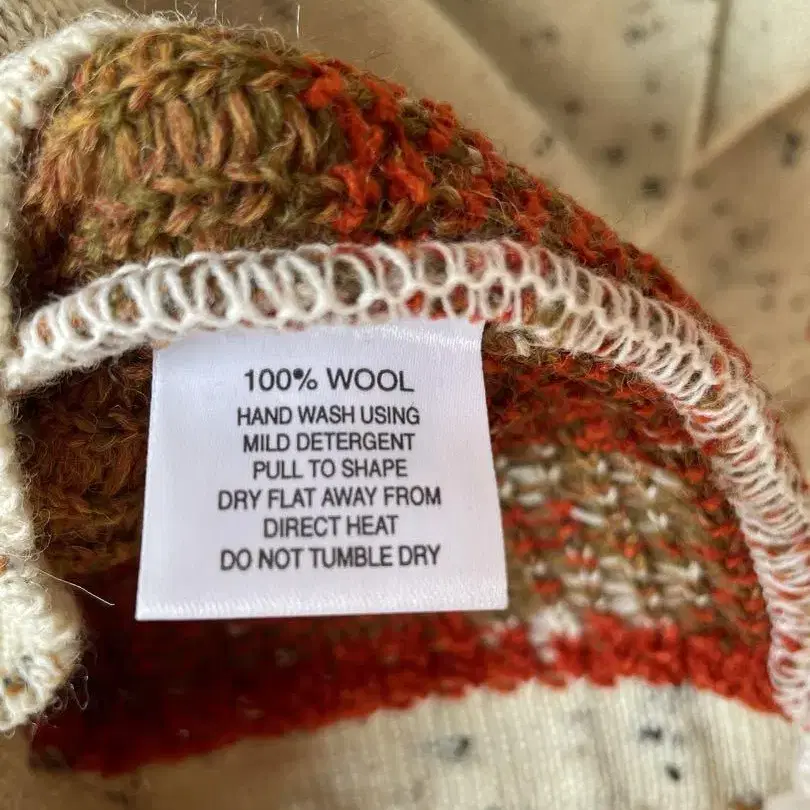 100% WOOL
HAND WASH USING
MILD DETERGENT
PULL TO SHAPE
DRY FLAT AWAY FROM
DIRECT HEAT
DO NOT TUMBLE DRY